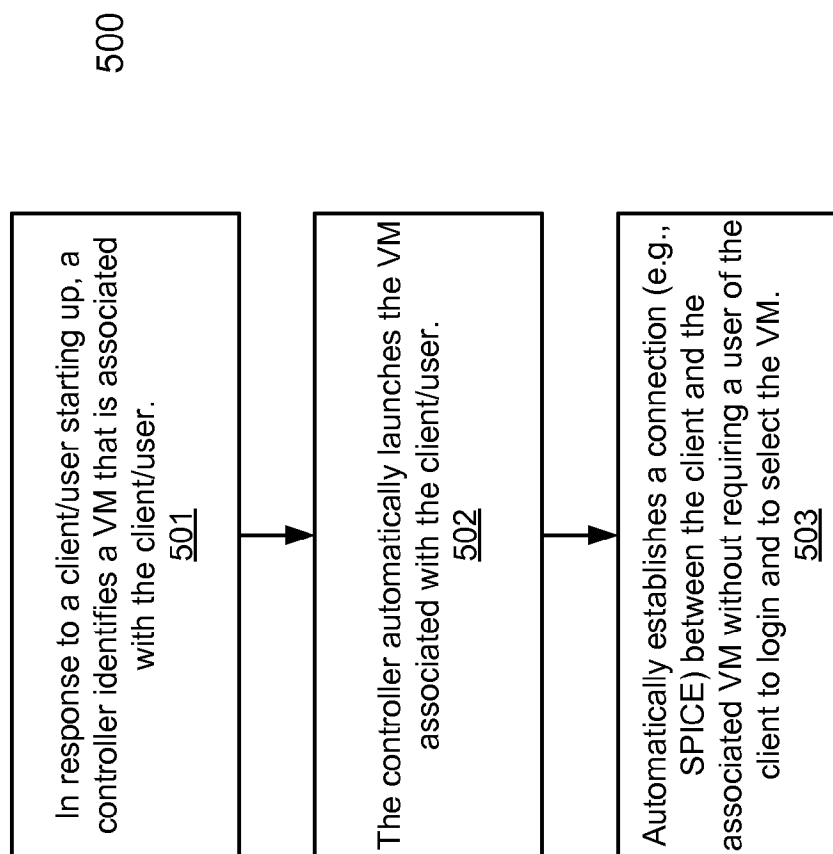 500
In response to a client/user starting up, a
controller identifies a VM that is associated
with the client/user.
501
The controller automatically launches the VM
associated with the client/user.
502
Automatically establishes a connection (e.g.,
SPICE) between the client and the
associated VM without requiring a user of the
client to login and to select the VM.
503